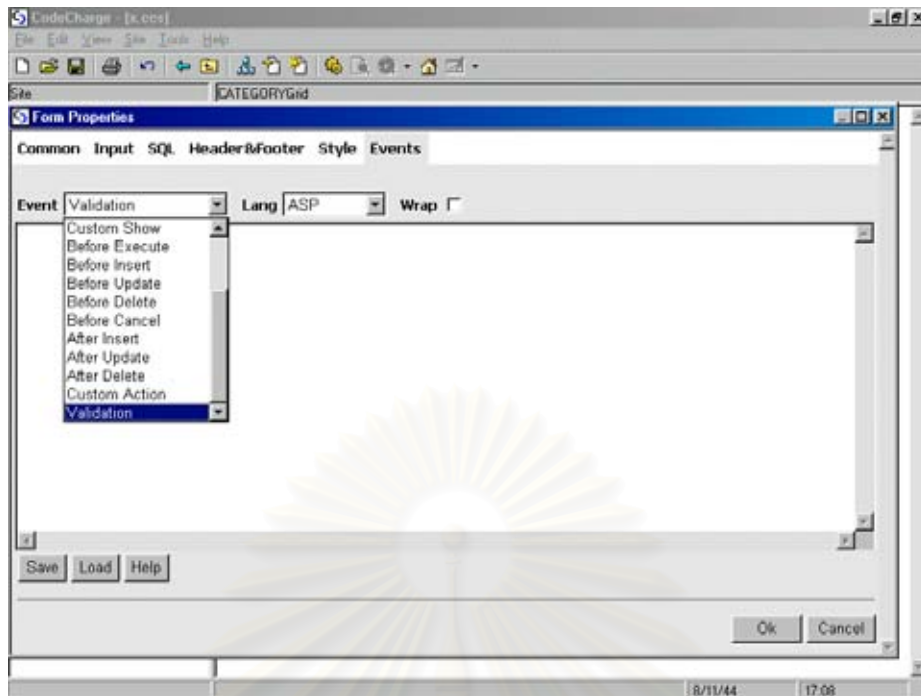 CodeCharge - [x.ccs]
File Edit View Site Tools Help
Site CATEGORYGrid
Form Properties
Common Input SQL Header&Footer Style Events
Event Validation Lang ASP Wrap
Custom Show
Before Execute
Before Insert
Before Update
Before Delete
Before Cancel
After Insert
After Update
After Delete
Custom Action
Validation
Save Load Help
Ok Cancel
8/11/44 17:08